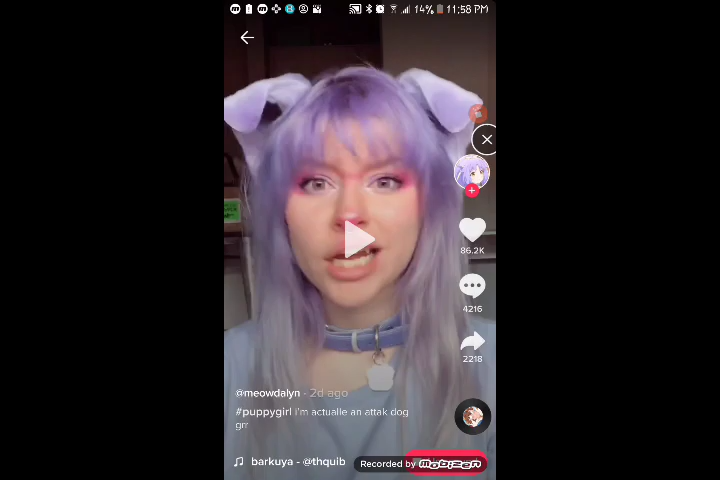 14% 11:58 PM
86.2K
4216
2218
@meowdalyn · 2d ago
#puppygirl i'm actualle an attak dog
grr
barkuya - @thquib
Recorded by mobizen